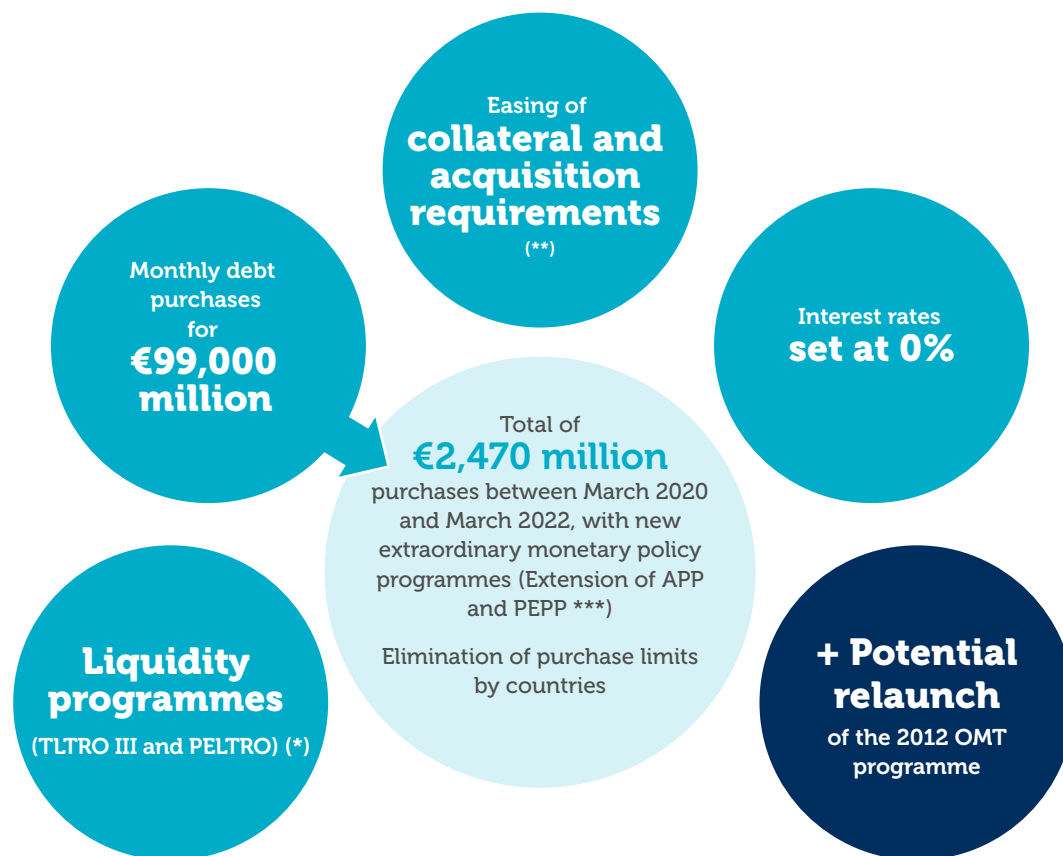 Easing of
collateral and
acquisition
requirements
(**)
Monthly debt
purchases
for
€99,000
million
Interest rates
set at 0%
Total of
€2,470 million
purchases between March 2020
and March 2022, with new
extraordinary monetary policy
programmes (Extension of APP
and PEPP ***)
Elimination of purchase limits
by countries
Liquidity
programmes
(TLTRO III and PELTRO) (*)
+ Potential
relaunch
of the 2012 OMT
programme